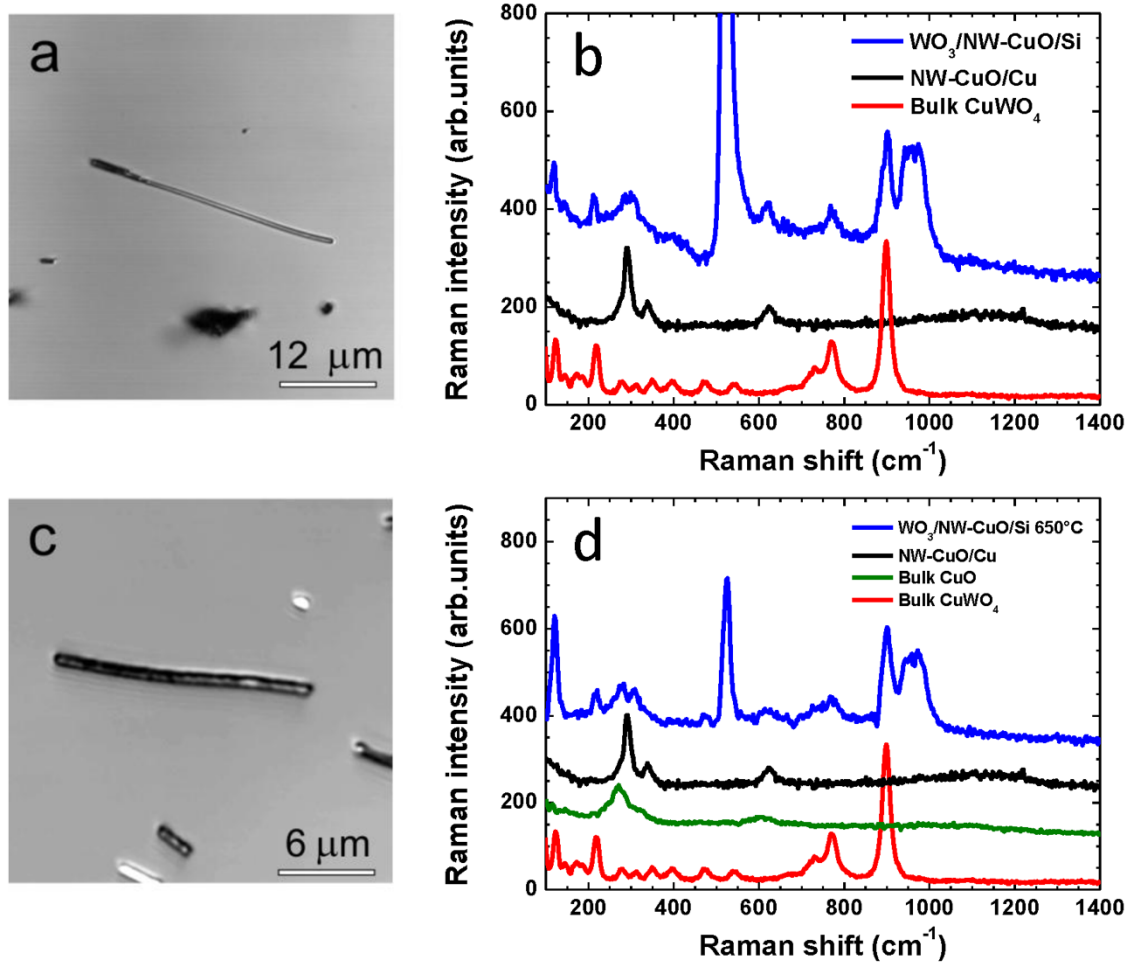 a
12 μm
b
WO₃/NW-CuO/Si
NW-CuO/Cu
Bulk CuWO₄
Raman intensity (arb.units)
800
600
400
200
0
200 400 600 800 1000 1200 1400
Raman shift (cm⁻¹)
c
6 μm
d
WO₃/NW-CuO/Si 650°C
NW-CuO/Cu
Bulk CuO
Bulk CuWO₄
Raman intensity (arb.units)
800
600
400
200
0
200 400 600 800 1000 1200 1400
Raman shift (cm⁻¹)